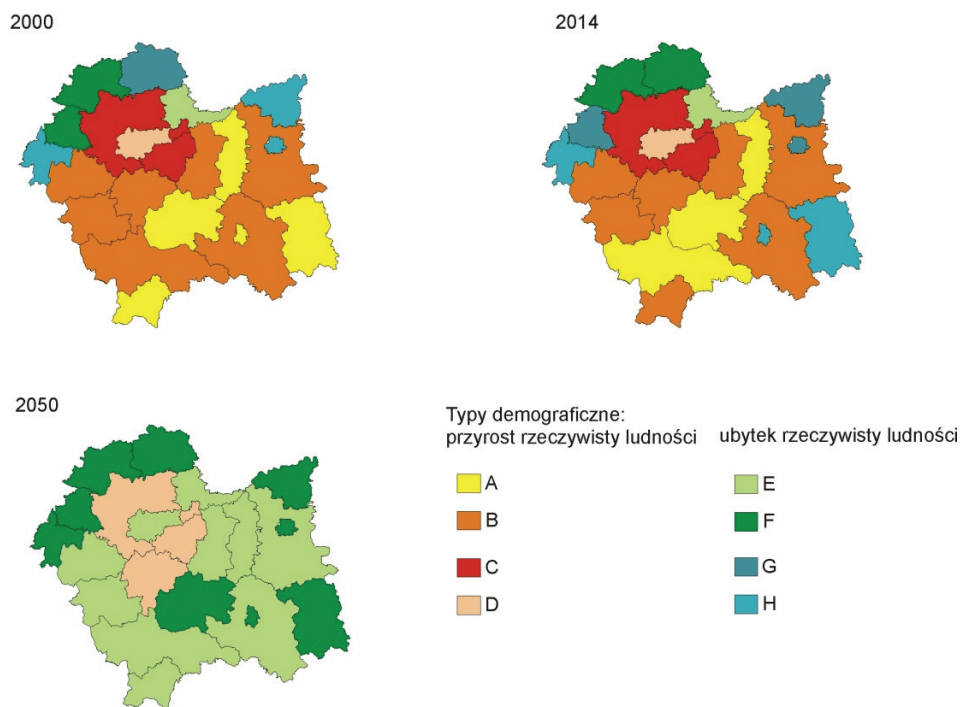 2000
2014
2050
Typy demograficzne:
przyrost rzeczywisty ludności
ubytek rzeczywisty ludności
A
E
B
F
C
G
D
H